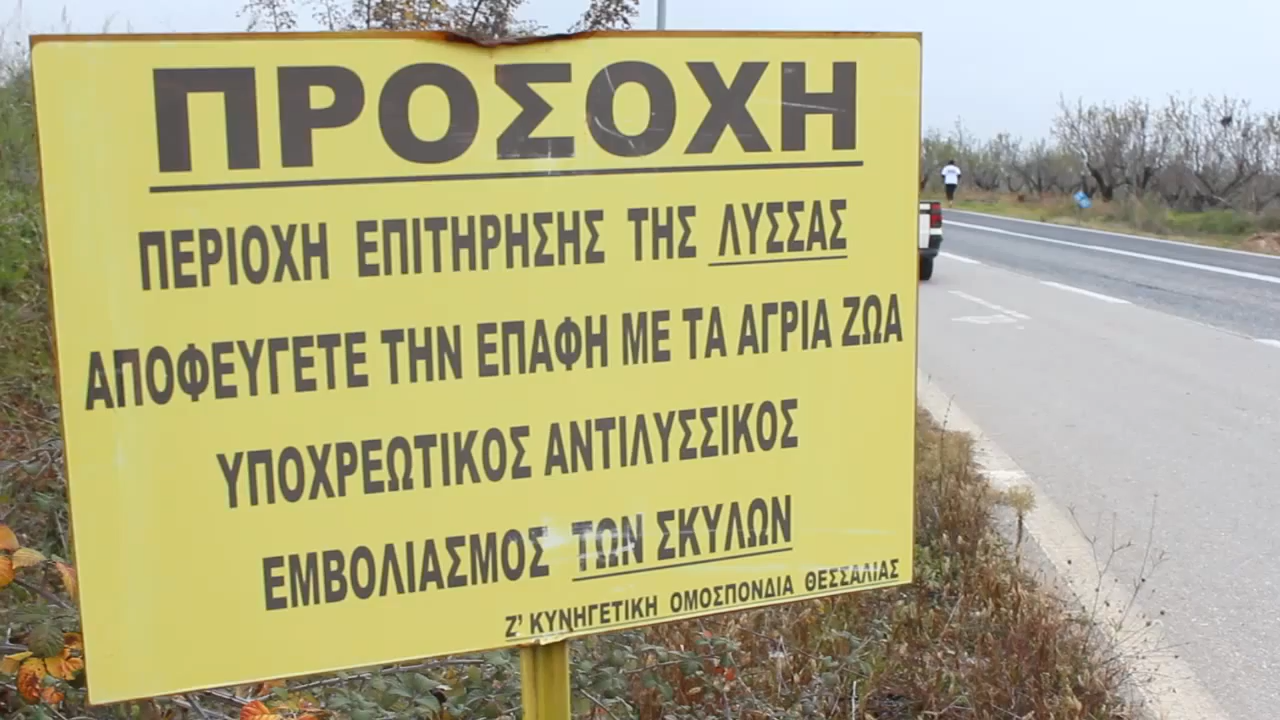 ΠΡΟΣΟΧΗ
ΠΕΡΙΟΧΗ ΕΠΙΤΗΡΗΣΗΣ ΤΗΣ ΛΥΣΣΑΣ
ΑΠΟΦΕΥΓΕΤΕ ΤΗΝ ΕΠΑΦΗ ΜΕ ΤΑ ΑΓΡΙΑ ΖΩΑ
ΥΠΟΧΡΕΩΤΙΚΟΣ ΑΝΤΙΛΥΣΣΙΚΟΣ
ΕΜΒΟΛΙΑΣΜΟΣ ΤΩΝ ΣΚΥΛΩΝ
Ζ' ΚΥΝΗΓΕΤΙΚΗ ΟΜΟΣΠΟΝΔΙΑ ΘΕΣΣΑΛΙΑΣ